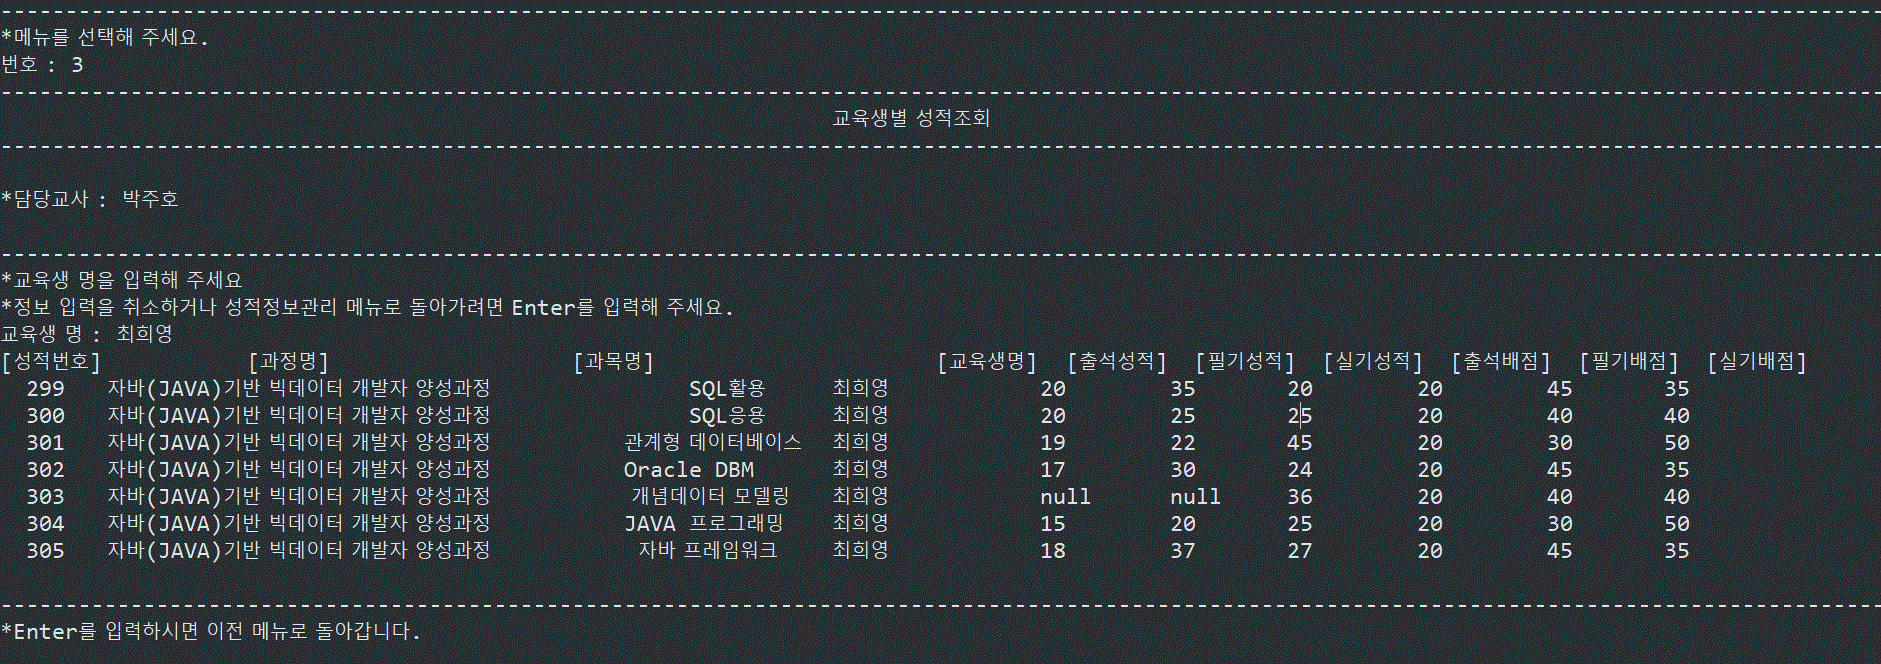 *메뉴를 선택해 주세요.
번호 : 3
교육생별 성적조회
*담당교사 : 박주호
*교육생 명을 입력해 주세요
*정보 입력을 취소하거나 성적정보관리 메뉴로 돌아가려면 Enter를 입력해 주세요.
교육생 명 : 최희영
[성적번호] [과정명] [과목명] [교육생명] [출석성적] [필기성적] [실기성적] [출석배점] [필기배점] [실기배점]
299 자바(JAVA)기반 빅데이터 개발자 양성과정 SQL활용 최희영 20 35 20 20 45 35
300 자바(JAVA)기반 빅데이터 개발자 양성과정 SQL응용 최희영 20 25 25 20 40 40
301 자바(JAVA)기반 빅데이터 개발자 양성과정 관계형 데이터베이스 최희영 19 22 45 20 30 50
302 자바(JAVA)기반 빅데이터 개발자 양성과정 Oracle DBM 최희영 17 30 24 20 45 35
303 자바(JAVA)기반 빅데이터 개발자 양성과정 개념데이터 모델링 최희영 null null 36 20 40 40
304 자바(JAVA)기반 빅데이터 개발자 양성과정 JAVA 프로그래밍 최희영 15 20 25 20 30 50
305 자바(JAVA)기반 빅데이터 개발자 양성과정 자바 프레임워크 최희영 18 37 27 20 45 35
*Enter를 입력하시면 이전 메뉴로 돌아갑니다.